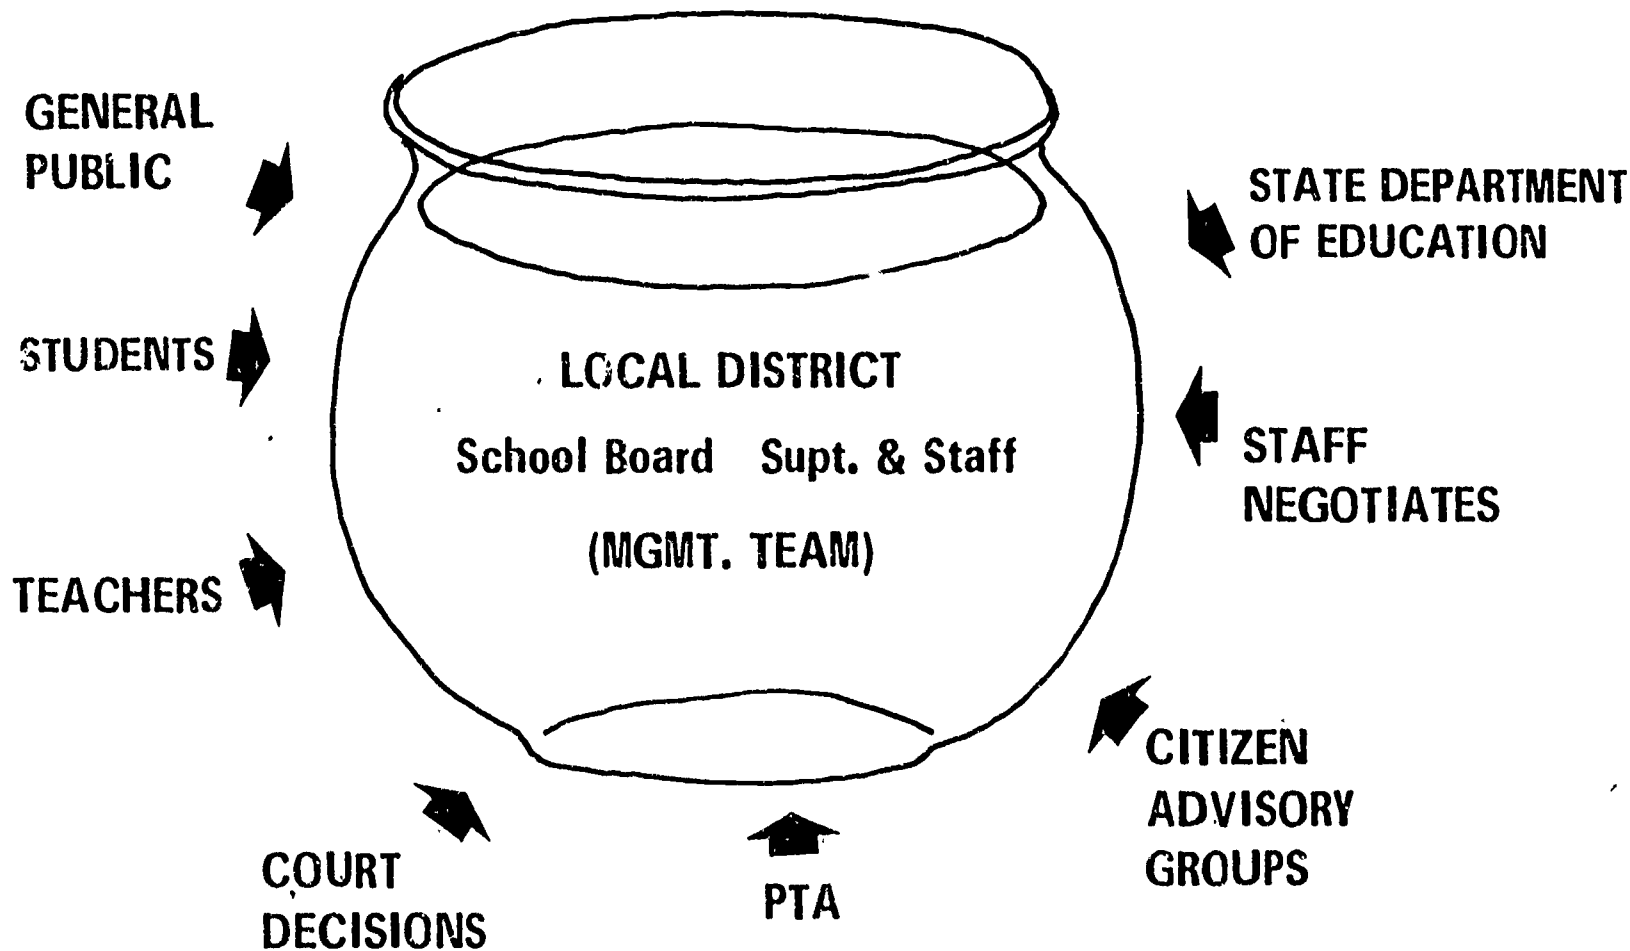 GENERAL
PUBLIC
STATE DEPARTMENT
OF EDUCATION
STUDENTS
LOCAL DISTRICT
School Board Supt. & Staff
(MGMT. TEAM)
STAFF
NEGOTIATES
TEACHERS
CITIZEN
ADVISORY
GROUPS
COURT
DECISIONS
PTA